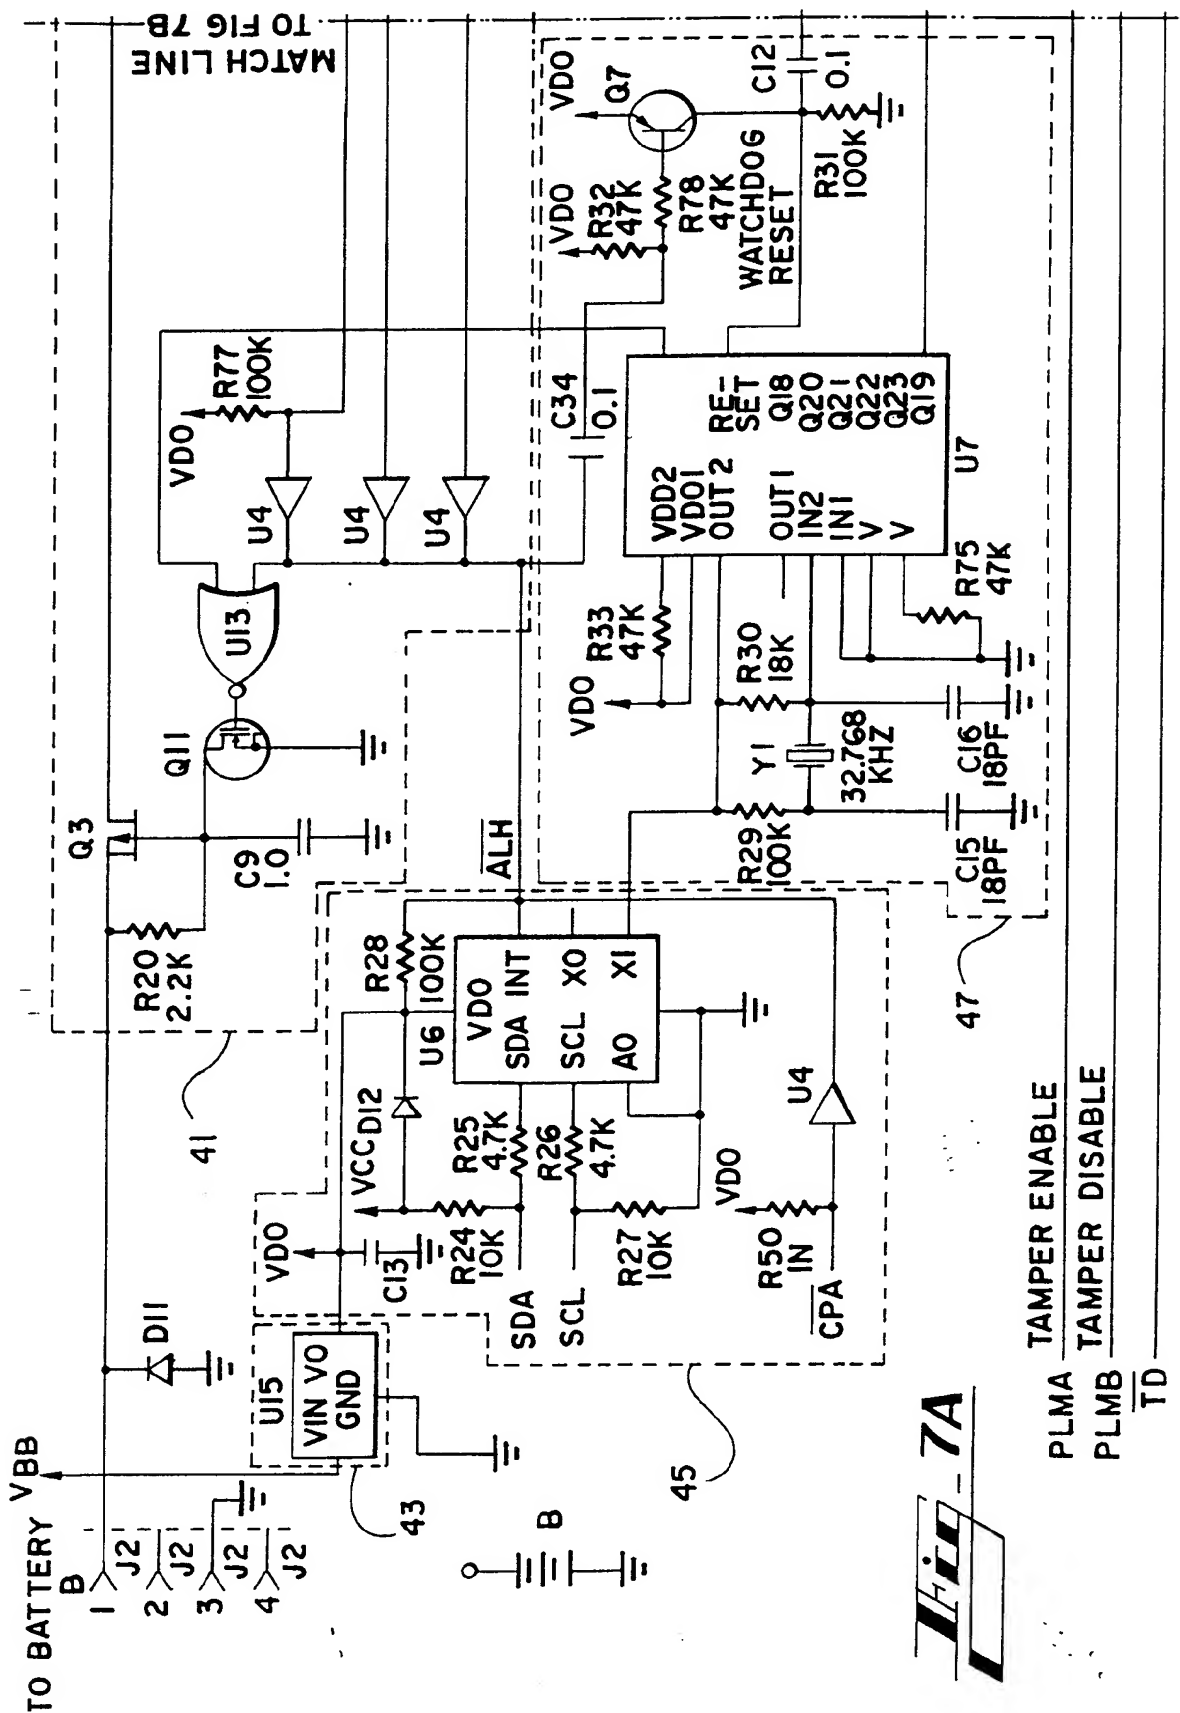 TO BATTERY
VBB
B
1
J2
2
J2
3
J2
4
J2
B
U15
VIN VO
GND
43
D11
VDO
C13
41
R20
2.2K
Q3
C9
1.0
Q11
U13
VDO
R77
100K
U4
U4
U4
MATCH LINE
TO FIG 7B
VCC
D12
R24
10K
R25
4.7K
R26
4.7K
R27
10K
SDA
SCL
U6
VDO
SDA INT
SCL XO
AO XI
R28
100K
ALH
VDO
R50
1N
CPA
U4
45
C34
0.1
VDO
R32
47K
R78
47K
VDO
Q7
C12
0.1
R31
100K
WATCHDOG
RESET
VDO
R33
47K
R30
18K
Y1
32.768
KHZ
R29
100K
C15
18PF
C16
18PF
R75
47K
VDD2
VDO1
OUT2
OUT1
IN2
IN1
V
V
RE-
SET
Q18
Q20
Q21
Q22
Q23
Q19
U7
47
PLMA TAMPER ENABLE
PLMB TAMPER DISABLE
TD
Fig_7A